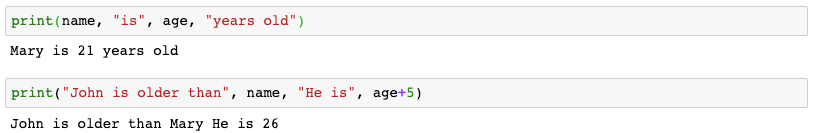 print(name, "is", age, "years old")
Mary is 21 years old
print("John is older than", name, "He is", age+5)
John is older than Mary He is 26